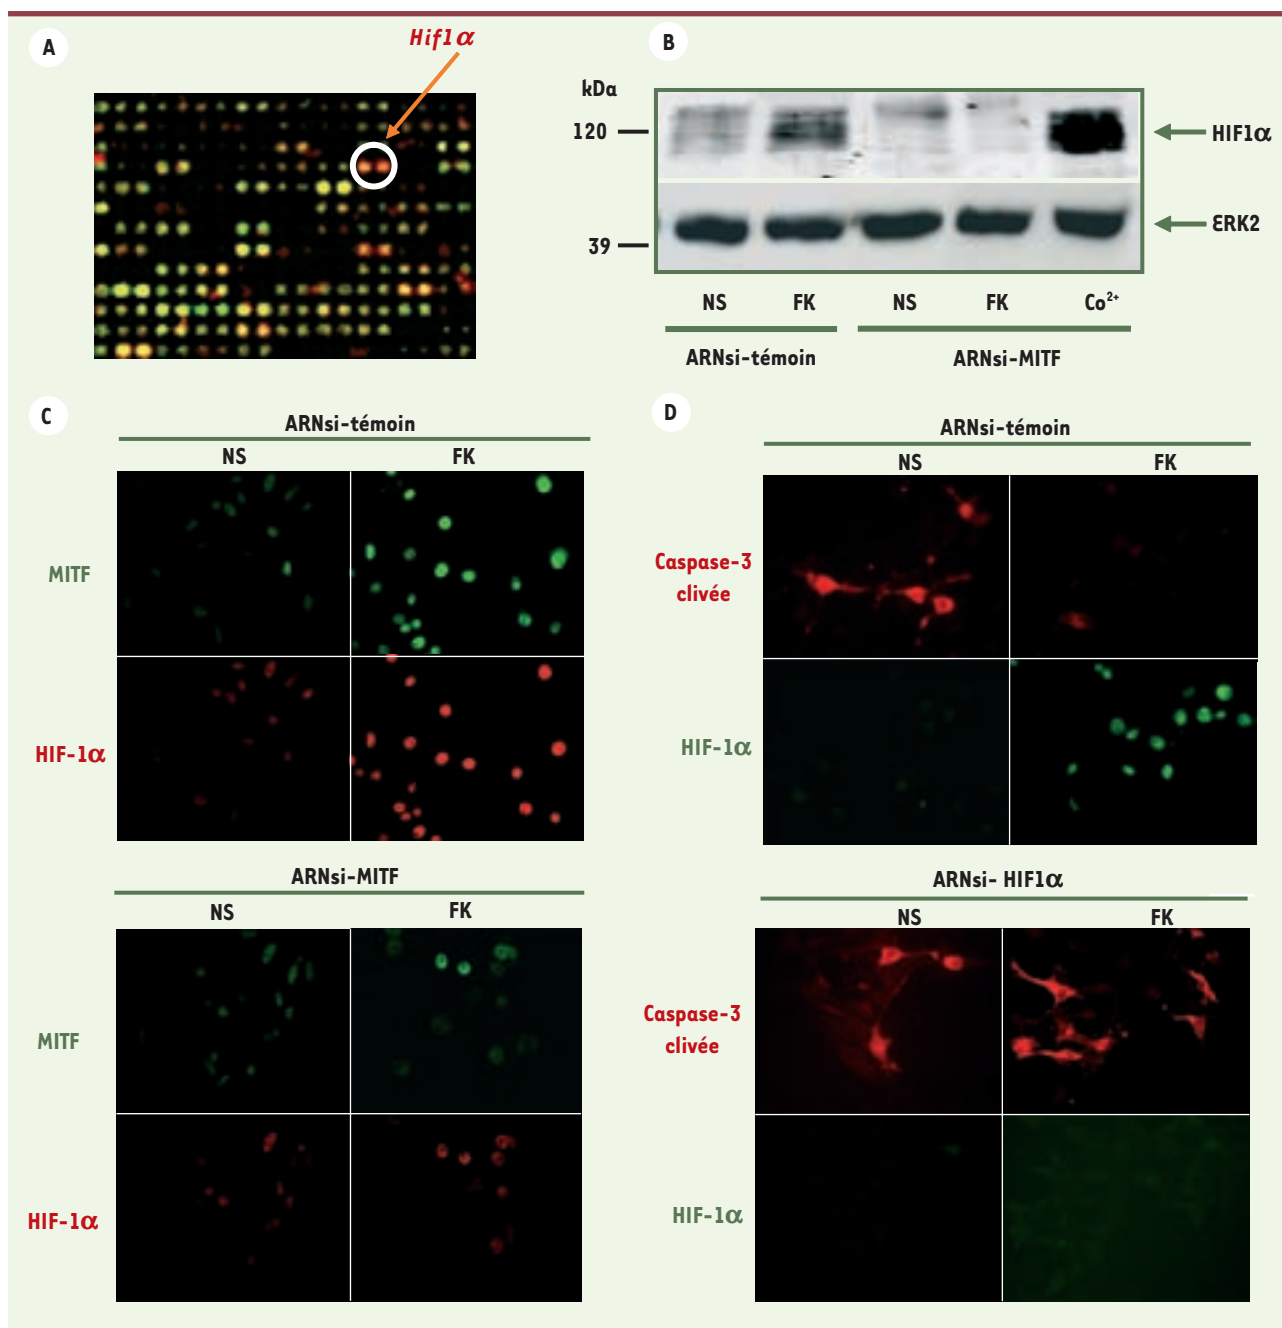 A
Hif1α
B
kDa
120
HIF1α
39
ERK2
NS FK NS FK Co2+
ARNsi-témoin ARNsi-MITF
C
ARNsi-témoin
NS FK
MITF
HIF-1α
ARNsi-MITF
NS FK
MITF
HIF-1α
D
ARNsi-témoin
NS FK
Caspase-3
clivée
HIF-1α
ARNsi- HIF1α
NS FK
Caspase-3
clivée
HIF-1α